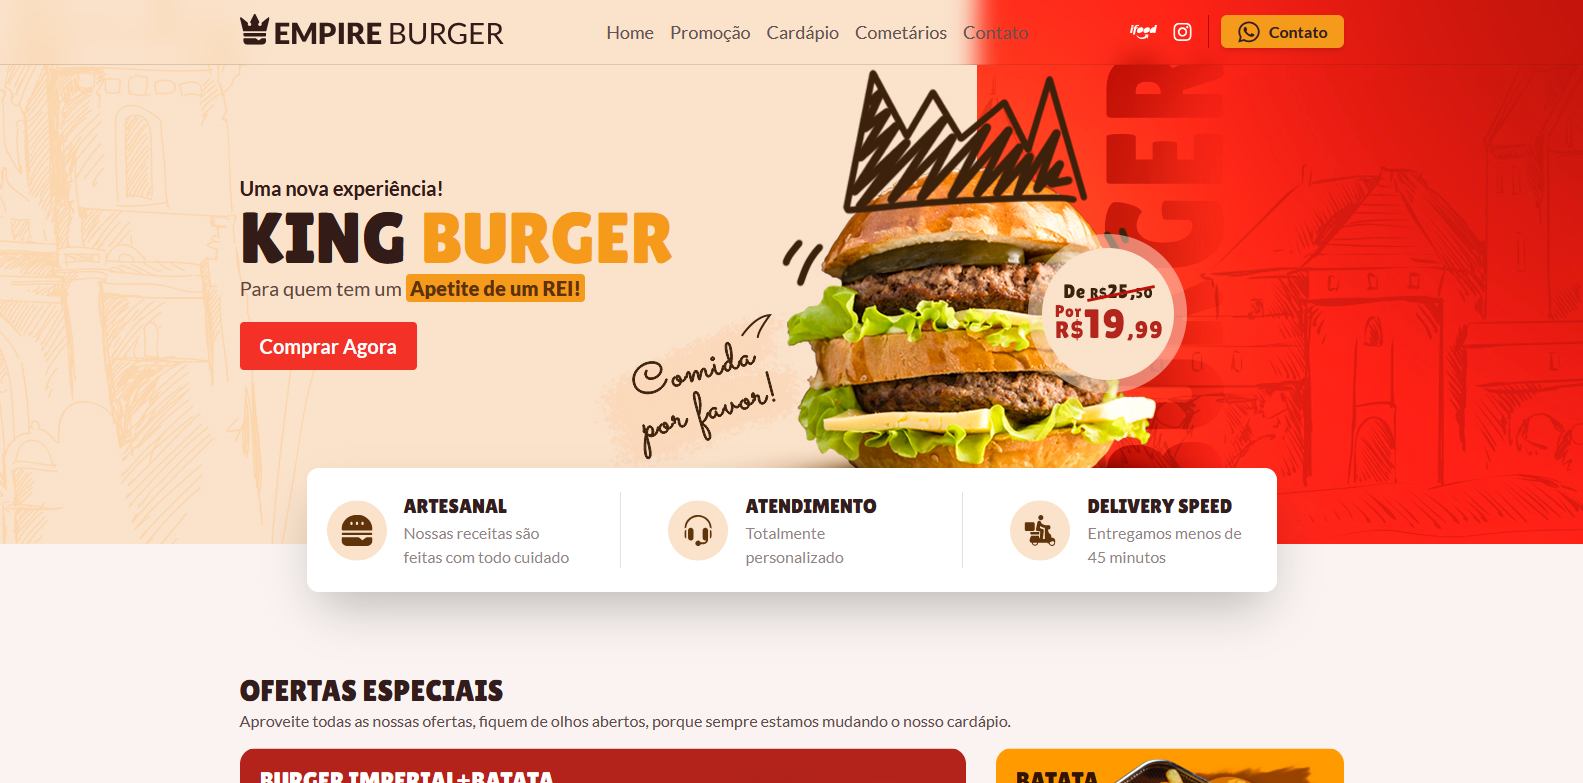 EMPIRE BURGER
Home Promoção Cardápio Cometários Contato
ifood
Contato
Uma nova experiência!
KING BURGER
Para quem tem um Apetite de um REI!
Comprar Agora
Comida
por favor!
De R$25,50
Por
R$19,99
BURGER
ARTESANAL
Nossas receitas são
feitas com todo cuidado
ATENDIMENTO
Totalmente
personalizado
DELIVERY SPEED
Entregamos menos de
45 minutos
OFERTAS ESPECIAIS
Aproveite todas as nossas ofertas, fiquem de olhos abertos, porque sempre estamos mudando o nosso cardápio.
BURGER IMPERIAL+BATATA
BATATA